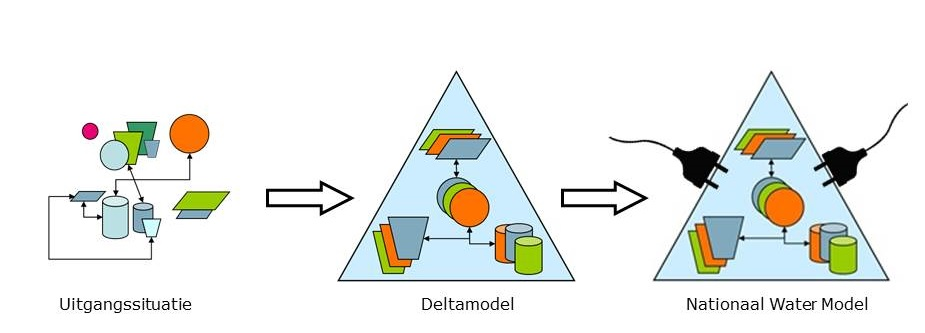 Uitgangssituatie
Deltamodel
Nationaal Water Model